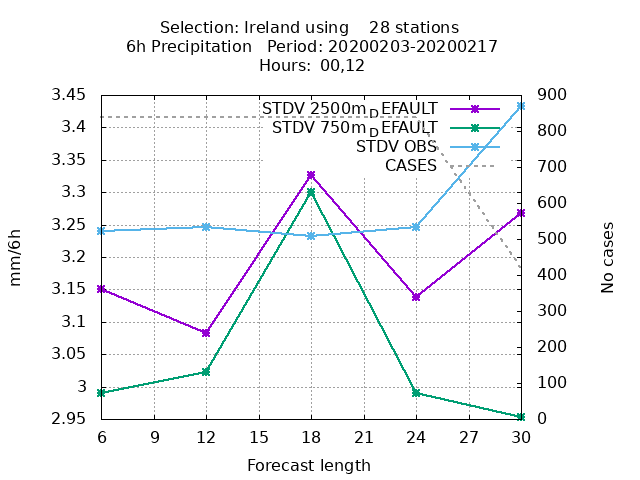 Selection: Ireland using 28 stations
6h Precipitation Period: 20200203-20200217
Hours: 00,12
3.45
3.4
3.35
3.3
3.25
3.2
3.15
3.1
3.05
3
2.95
mm/6h
STDV 2500m_DEFAULT
STDV 750m_DEFAULT
STDV OBS
CASES
900
800
700
600
500
400
300
200
100
0
No cases
6 9 12 15 18 21 24 27 30
Forecast length